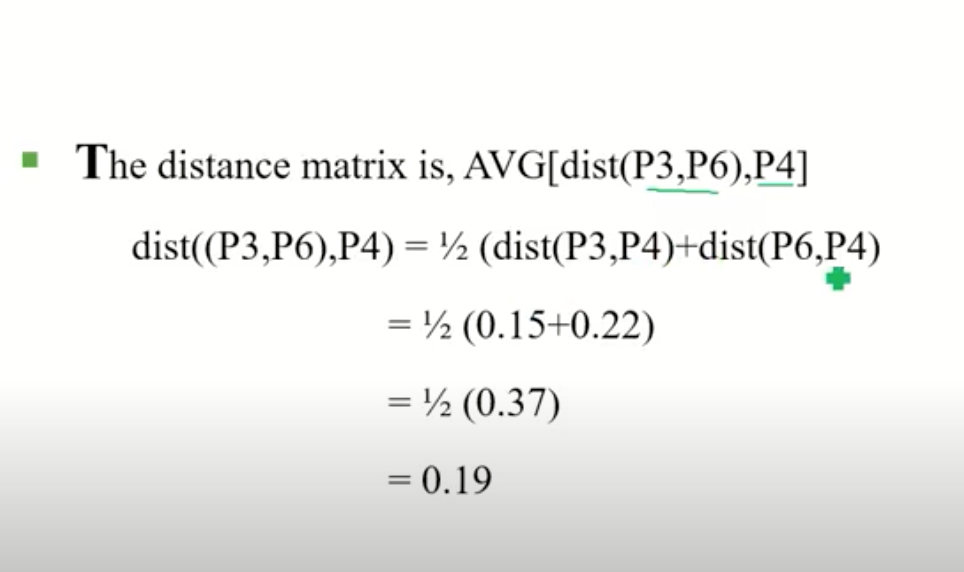 The distance matrix is, AVG[dist(P3,P6),P4]
dist((P3,P6),P4) = ½ (dist(P3,P4)+dist(P6,P4)
= ½ (0.15+0.22)
= ½ (0.37)
= 0.19